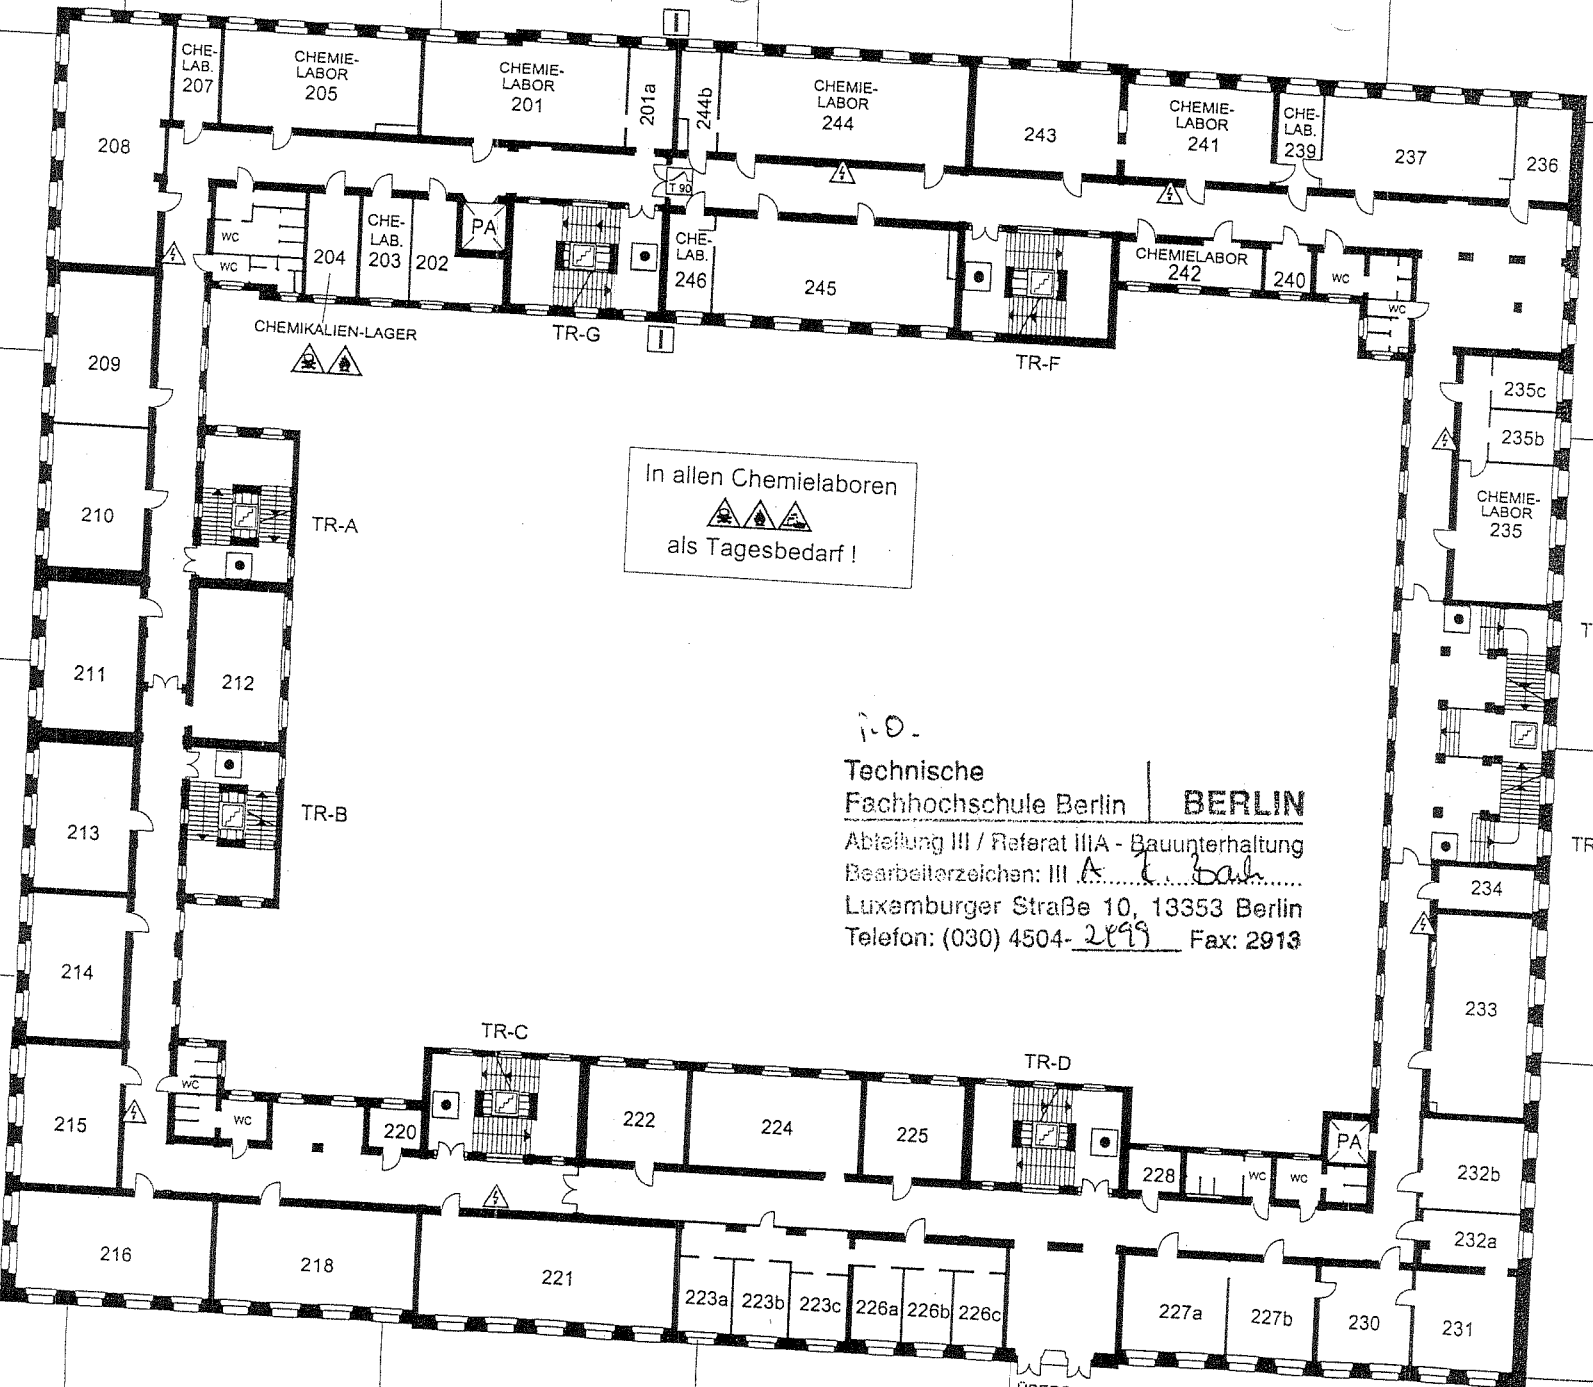 CHE-
LAB.
207
CHEMIE-
LABOR
205
CHEMIE-
LABOR
201
201a
244b
CHEMIE-
LABOR
244
243
CHEMIE-
LABOR
241
CHE-
LAB.
239
237
236
208
T 90
WC
WC
204
CHE-
LAB.
203
202
PA
CHE-
LAB.
246
245
CHEMIELABOR
242
240
WC
WC
CHEMIKALIEN-LAGER
TR-G
I
I
TR-F
209
235c
235b
210
TR-A
In allen Chemielaboren
als Tagesbedarf !
CHEMIE-
LABOR
235
211
212
213
TR-B
i.O.
Technische
Fachhochschule Berlin
BERLIN
Abteilung III / Referat IIIA - Bauunterhaltung
Bearbeiterzeichen: III A
Luxemburger Straße 10, 13353 Berlin
Telefon: (030) 4504- 2499 Fax: 2913
TR
234
214
233
TR-C
TR-D
WC
WC
215
220
222
224
225
228
WC
WC
PA
232b
232a
216
218
221
223a
223b
223c
226a
226b
226c
227a
227b
230
231